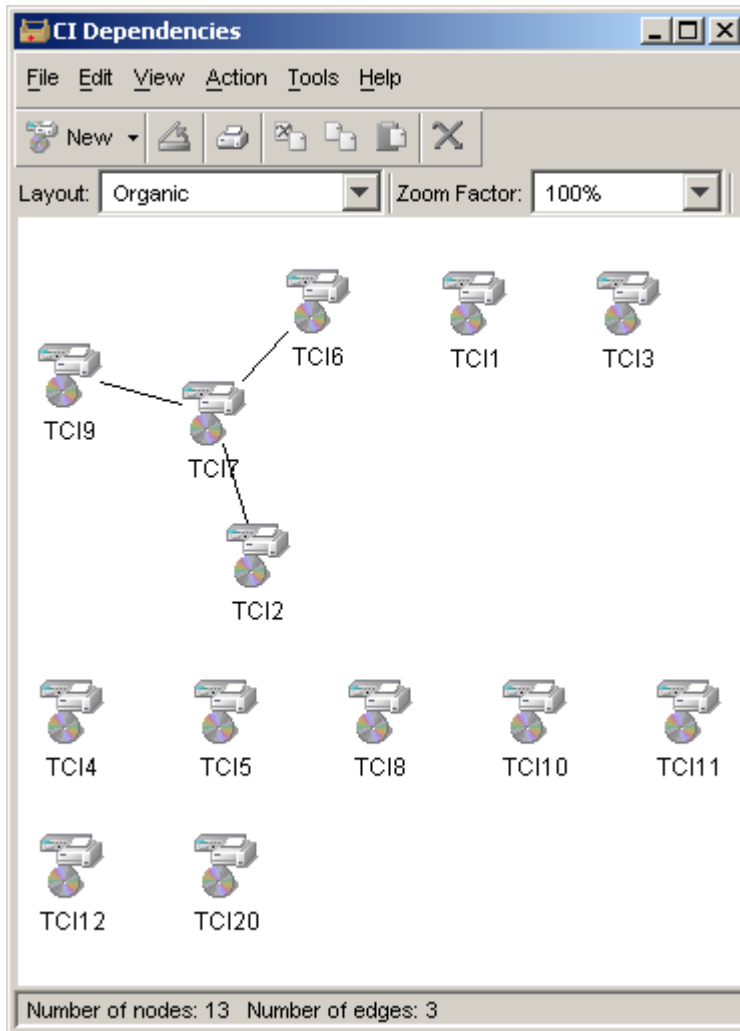 CI Dependencies
File Edit View Action Tools Help
New
Layout: Organic Zoom Factor: 100%
TCI6 TCI1 TCI3
TCI9
TCI7
TCI2
TCI4 TCI5 TCI8 TCI10 TCI11
TCI12 TCI20
Number of nodes: 13 Number of edges: 3